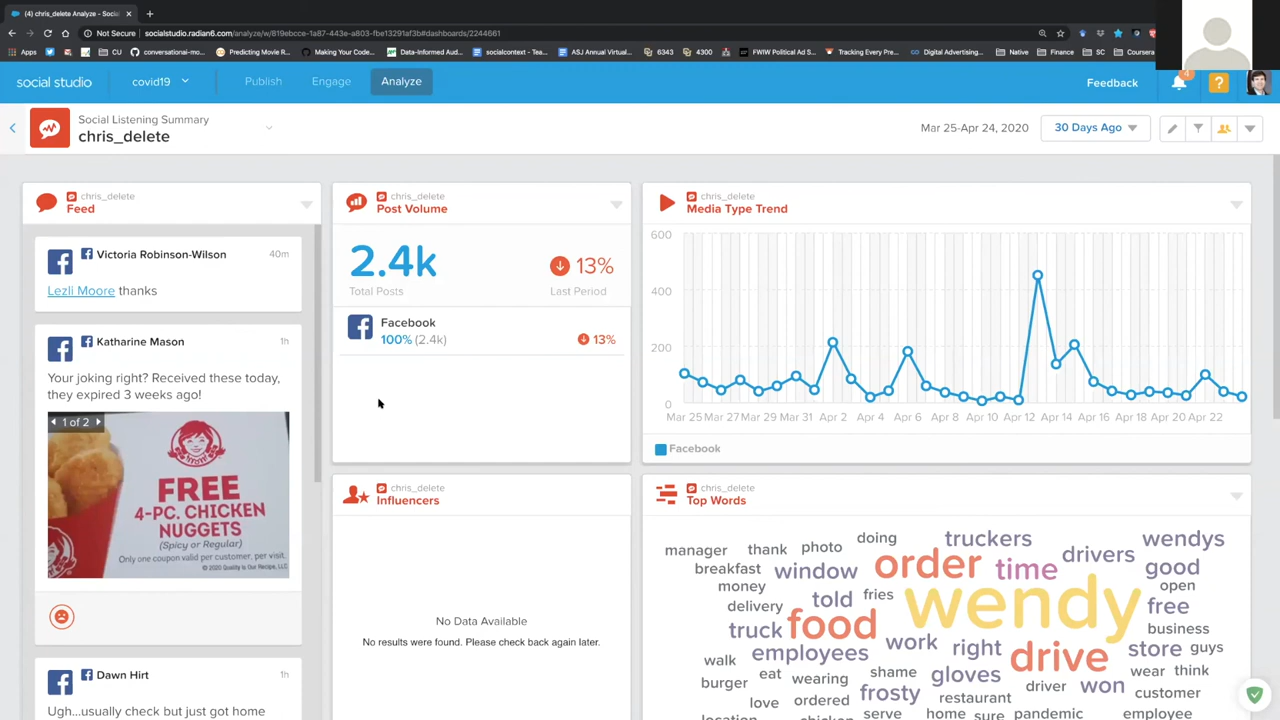 (4) chris_delete Analyze - Soci
Not Secure
socialstudio.radian6.com/analyze/w/819ebcce-1a87-443e-a803-fbe13291af3b#dashboards/2244661
Apps
CU
conversational-mo...
Predicting Movie R...
Making Your Code...
Data-Informed Aud...
socialcontext - Tea...
ASJ Annual Virtual...
6343
4300
FWIW Political Ad S...
Tracking Every Pre...
Digital Advertising...
Native
Fixed
Finance
SC
Coursera
social studio
covid19
Publish
Engage
Analyze
Feedback
4
?
Social Listening Summary
chris_delete
Mar 25-Apr 24, 2020
30 Days Ago
chris_delete
Feed
Victoria Robinson-Wilson
40m
Lezli Moore thanks
Katharine Mason
1h
Your joking right? Received these today,
they expired 3 weeks ago!
1 of 2
Wendy's
FREE
4-PC. CHICKEN
NUGGETS
(Spicy or Regular)
Only one coupon valid per customer, per visit.
© 2020 Quality Is Our Recipe, LLC
Dawn Hirt
1h
Ugh...usually check but just got home
chris_delete
Post Volume
2.4k
Total Posts
13%
Last Period
Facebook
100% (2.4k)
13%
chris_delete
Influencers
No Data Available
No results were found. Please check back again later.
chris_delete
Media Type Trend
600
400
200
0
Mar 25 Mar 27 Mar 29 Mar 31 Apr 2 Apr 4 Apr 6 Apr 8 Apr 10 Apr 12 Apr 14 Apr 16 Apr 18 Apr 20 Apr 22
Facebook
chris_delete
Top Words
doing truckers wendys
manager thank photo order time drivers good
breakfast window open
money told fries wendy free
delivery
truck food work right drive store business guys
employees
walk eat wearing shame gloves wear think
burger frosty driver won customer
love ordered restaurant
location chicken serve home sure pandemic employee